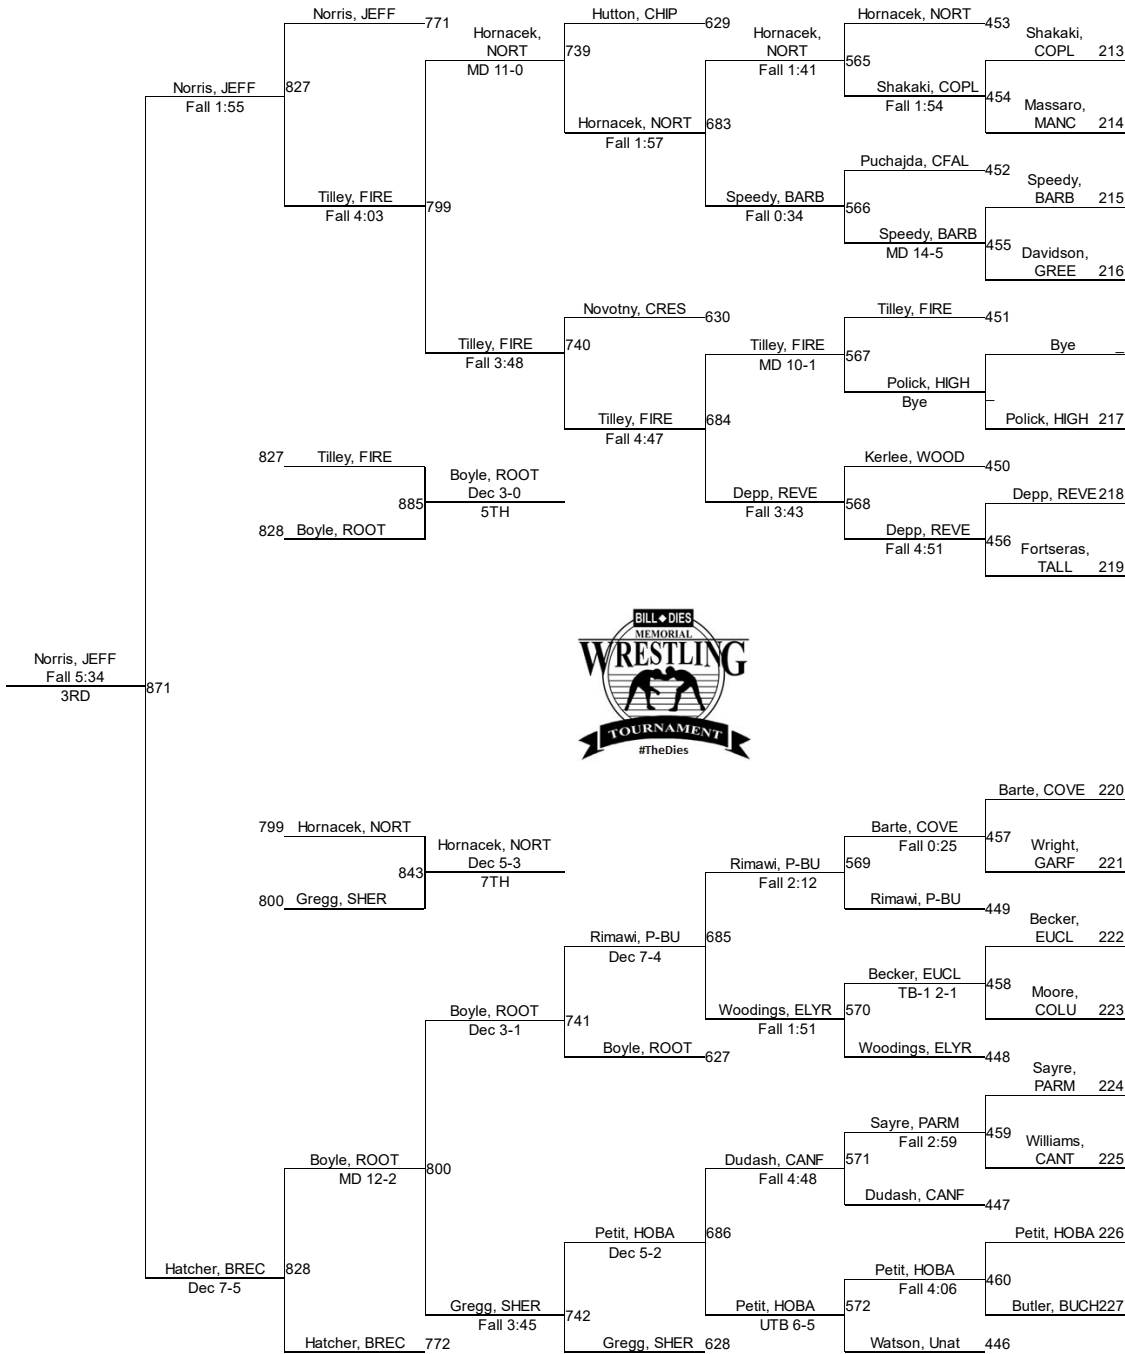 Norris, JEFF
771
Hutton, CHIP
629
Hornacek, NORT
453
Hornacek,
NORT
MD 11-0
739
Hornacek,
NORT
Fall 1:41
565
Shakaki,
COPL 213
Norris, JEFF
Fall 1:55
827
Shakaki, COPL
Fall 1:54
454
Massaro,
MANC 214
Hornacek, NORT
Fall 1:57
683
Puchajda, CFAL
452
Speedy,
BARB 215
Tilley, FIRE
Fall 4:03
799
Speedy, BARB
Fall 0:34
566
Speedy, BARB
MD 14-5
455
Davidson,
GREE 216
Novotny, CRES
630
Tilley, FIRE
451
Tilley, FIRE
Fall 3:48
740
Tilley, FIRE
MD 10-1
567
Bye _
Polick, HIGH
Bye
_
Polick, HIGH 217
Tilley, FIRE
Fall 4:47
684
827 Tilley, FIRE
Boyle, ROOT
Dec 3-0
5TH
885
828 Boyle, ROOT
Kerlee, WOOD
450
Depp, REVE
Fall 3:43
568
Depp, REVE 218
Depp, REVE
Fall 4:51
456
Fortseras,
TALL 219
BILL◆DIES
MEMORIAL
WRESTLING
TOURNAMENT
#TheDies
Norris, JEFF
Fall 5:34
3RD
871
799 Hornacek, NORT
Hornacek, NORT
Dec 5-3
7TH
843
800 Gregg, SHER
Barte, COVE 220
Barte, COVE
Fall 0:25
457
Wright,
GARF 221
Rimawi, P-BU
Fall 2:12
569
Rimawi, P-BU
449
Rimawi, P-BU
Dec 7-4
685
Becker,
EUCL 222
Becker, EUCL
TB-1 2-1
458
Moore,
COLU 223
Boyle, ROOT
Dec 3-1
741
Woodings, ELYR
Fall 1:51
570
Boyle, ROOT
627
Woodings, ELYR
448
Sayre,
PARM 224
Sayre, PARM
Fall 2:59
459
Williams,
CANT 225
Boyle, ROOT
MD 12-2
800
Dudash, CANF
Fall 4:48
571
Dudash, CANF
447
Petit, HOBA
Dec 5-2
686
Petit, HOBA 226
Hatcher, BREC
Dec 7-5
828
Petit, HOBA
Fall 4:06
460
Gregg, SHER
Fall 3:45
742
Petit, HOBA
UTB 6-5
572
Butler, BUCH 227
Hatcher, BREC
772
Gregg, SHER
628
Watson, Unat
446